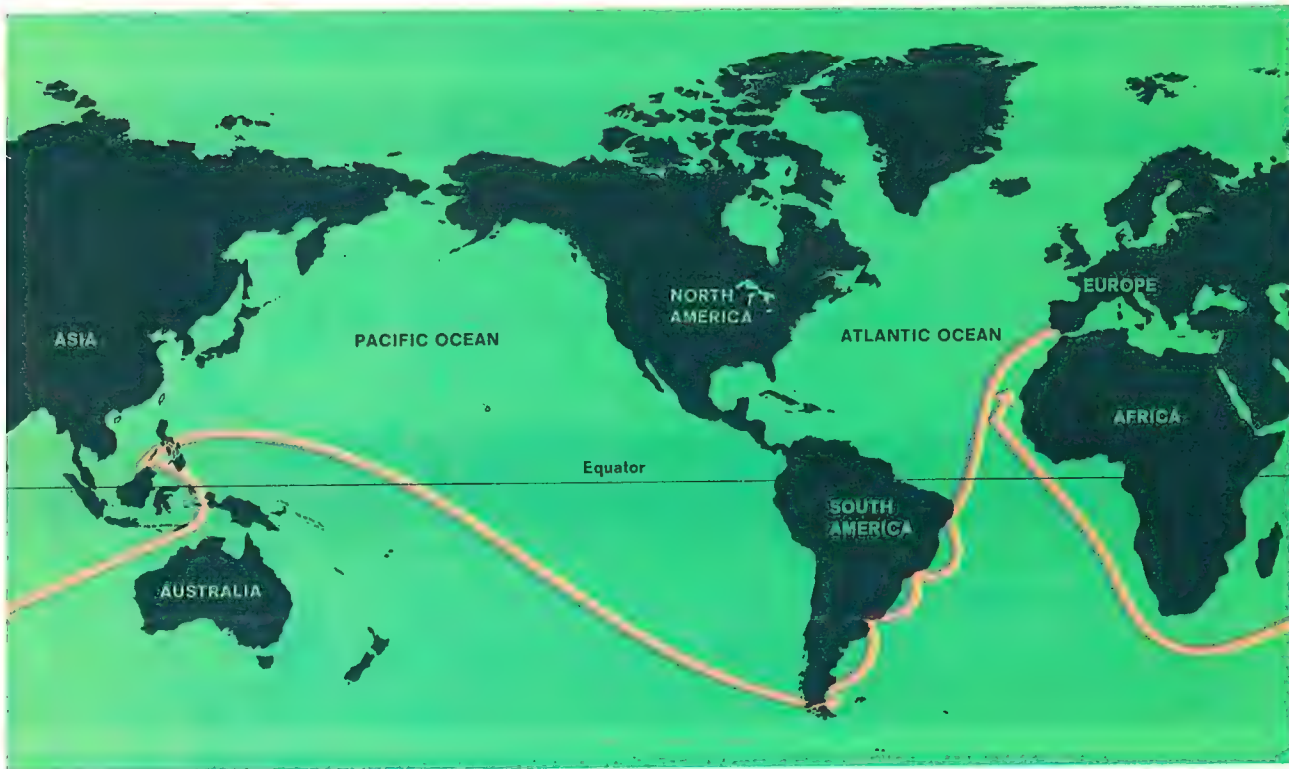 NORTH
AMERICA
EUROPE
ASIA
PACIFIC OCEAN
ATLANTIC OCEAN
AFRICA
Equator
SOUTH
AMERICA
AUSTRALIA